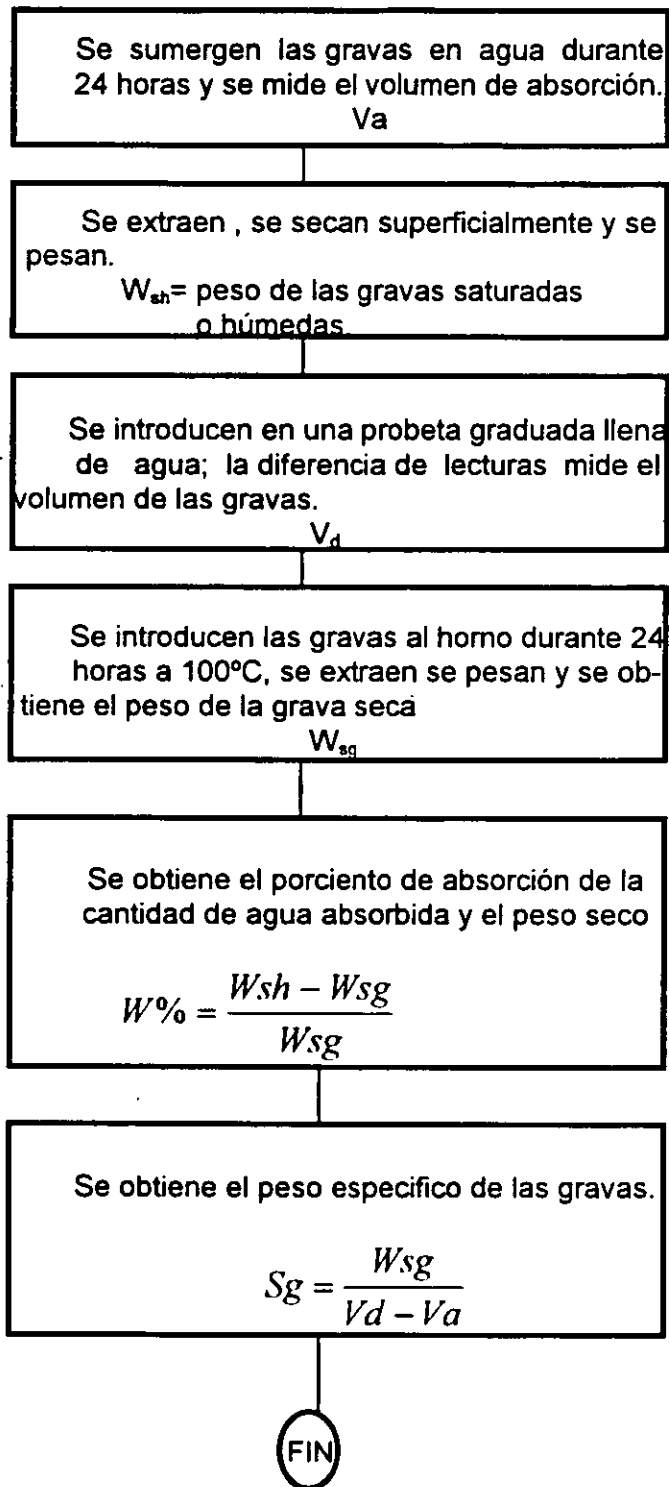 Se sumergen las gravas en agua durante
24 horas y se mide el volumen de absorción.
Va
Se extraen , se secan superficialmente y se
pesan.
W_sh= peso de las gravas saturadas
o húmedas
Se introducen en una probeta graduada llena
de agua; la diferencia de lecturas mide el
volumen de las gravas.
V_d
Se introducen las gravas al horno durante 24
horas a 100ºC, se extraen se pesan y se ob-
tiene el peso de la grava seca
W_sg
Se obtiene el porciento de absorción de la
cantidad de agua absorbida y el peso seco
W% = \frac{Wsh - Wsg}{Wsg}
Se obtiene el peso especifico de las gravas.
Sg = \frac{Wsg}{Vd - Va}
FIN